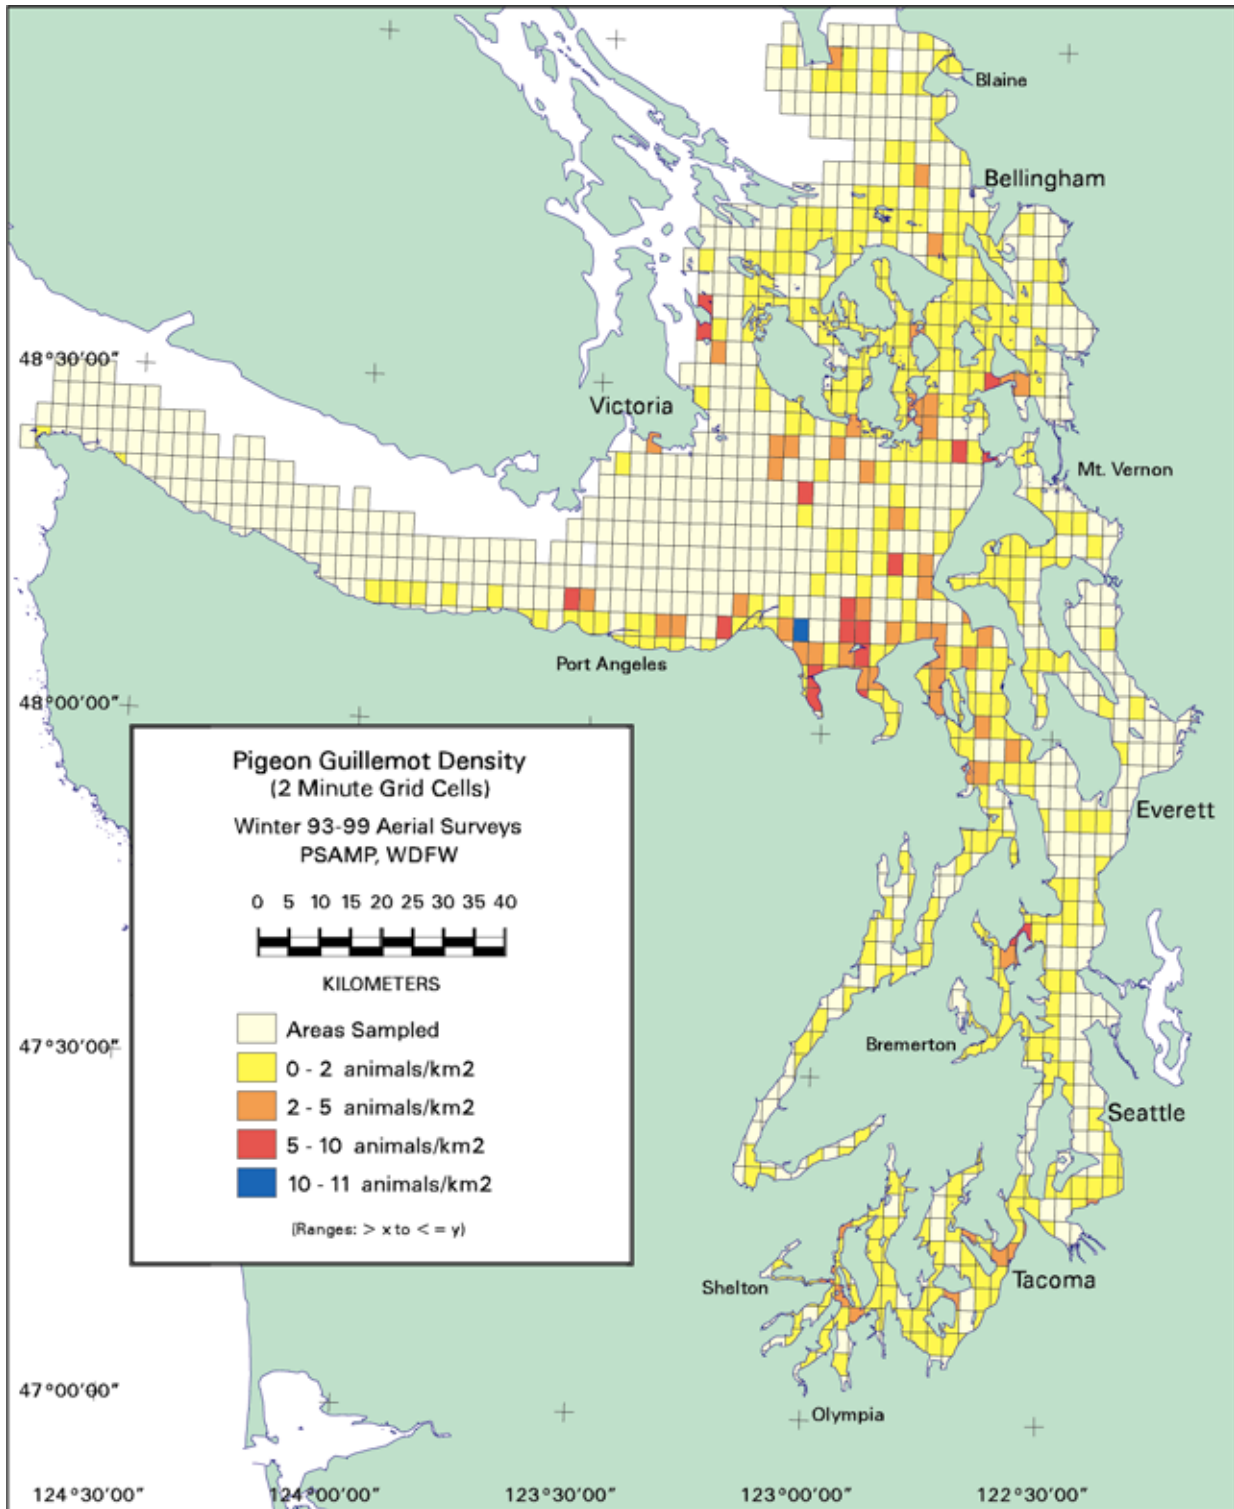 Blaine
Bellingham
48°30'00"
Victoria
Mt. Vernon
Port Angeles
48°00'00"
Pigeon Guillemot Density
(2 Minute Grid Cells)
Winter 93-99 Aerial Surveys
PSAMP, WDFW
0 5 10 15 20 25 30 35 40
KILOMETERS
Areas Sampled
0 - 2 animals/km2
2 - 5 animals/km2
5 - 10 animals/km2
10 - 11 animals/km2
(Ranges: > x to < = y)
Everett
47°30'00"
Bremerton
Seattle
Shelton
Tacoma
47°00'00"
Olympia
124°30'00" 124°00'00" 123°30'00" 123°00'00" 122°30'00"